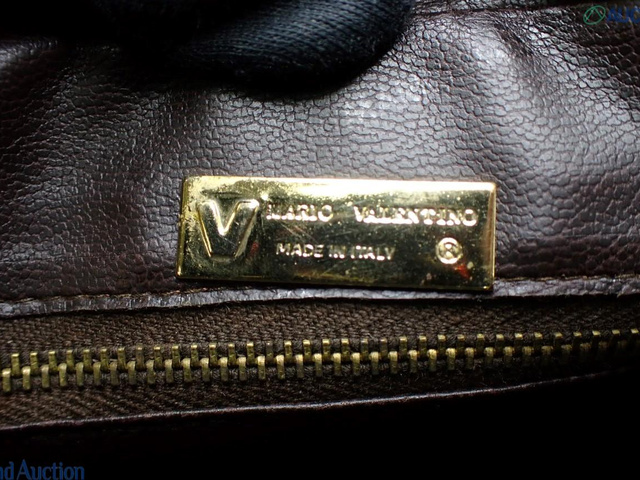 V MARIO VALENTINO
MADE IN ITALY ®
nd Auction